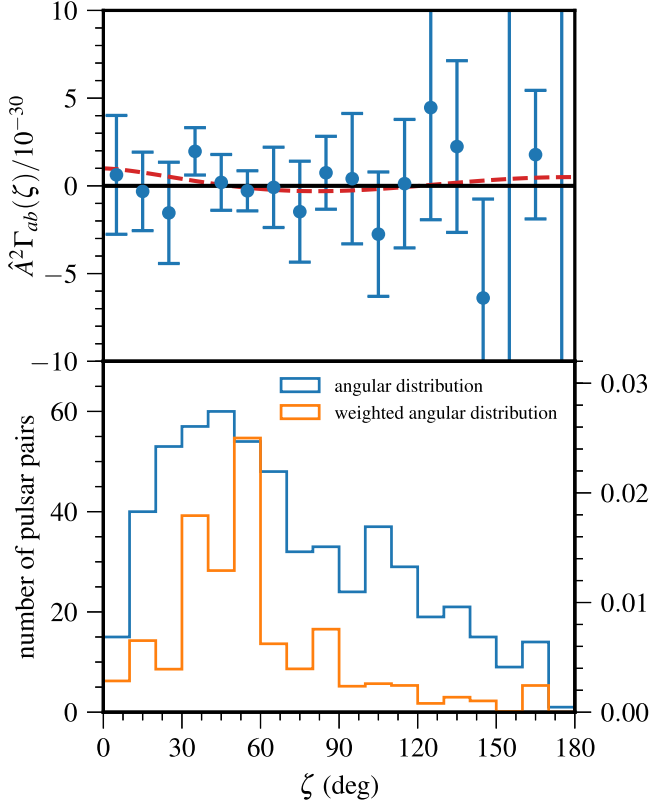 10
5
0
−5
−10
Â²Γab(ζ)/10⁻³⁰
angular distribution
weighted angular distribution
60
40
20
0
number of pulsar pairs
0.03
0.02
0.01
0.00
0 30 60 90 120 150 180
ζ (deg)